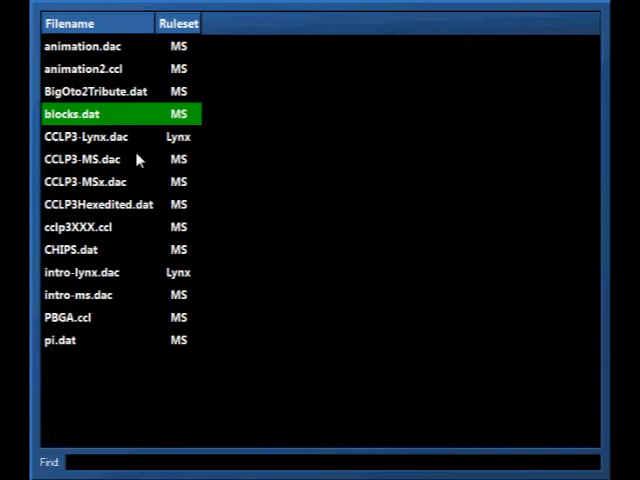 Filename Ruleset
animation.dac MS
animation2.ccl MS
BigOto2Tribute.dat MS
blocks.dat MS
CCLP3-Lynx.dac Lynx
CCLP3-MS.dac MS
CCLP3-MSx.dac MS
CCLP3Hexedited.dat MS
cclp3XXX.ccl MS
CHIPS.dat MS
intro-lynx.dac Lynx
intro-ms.dac MS
PBGA.ccl MS
pi.dat MS
Find: